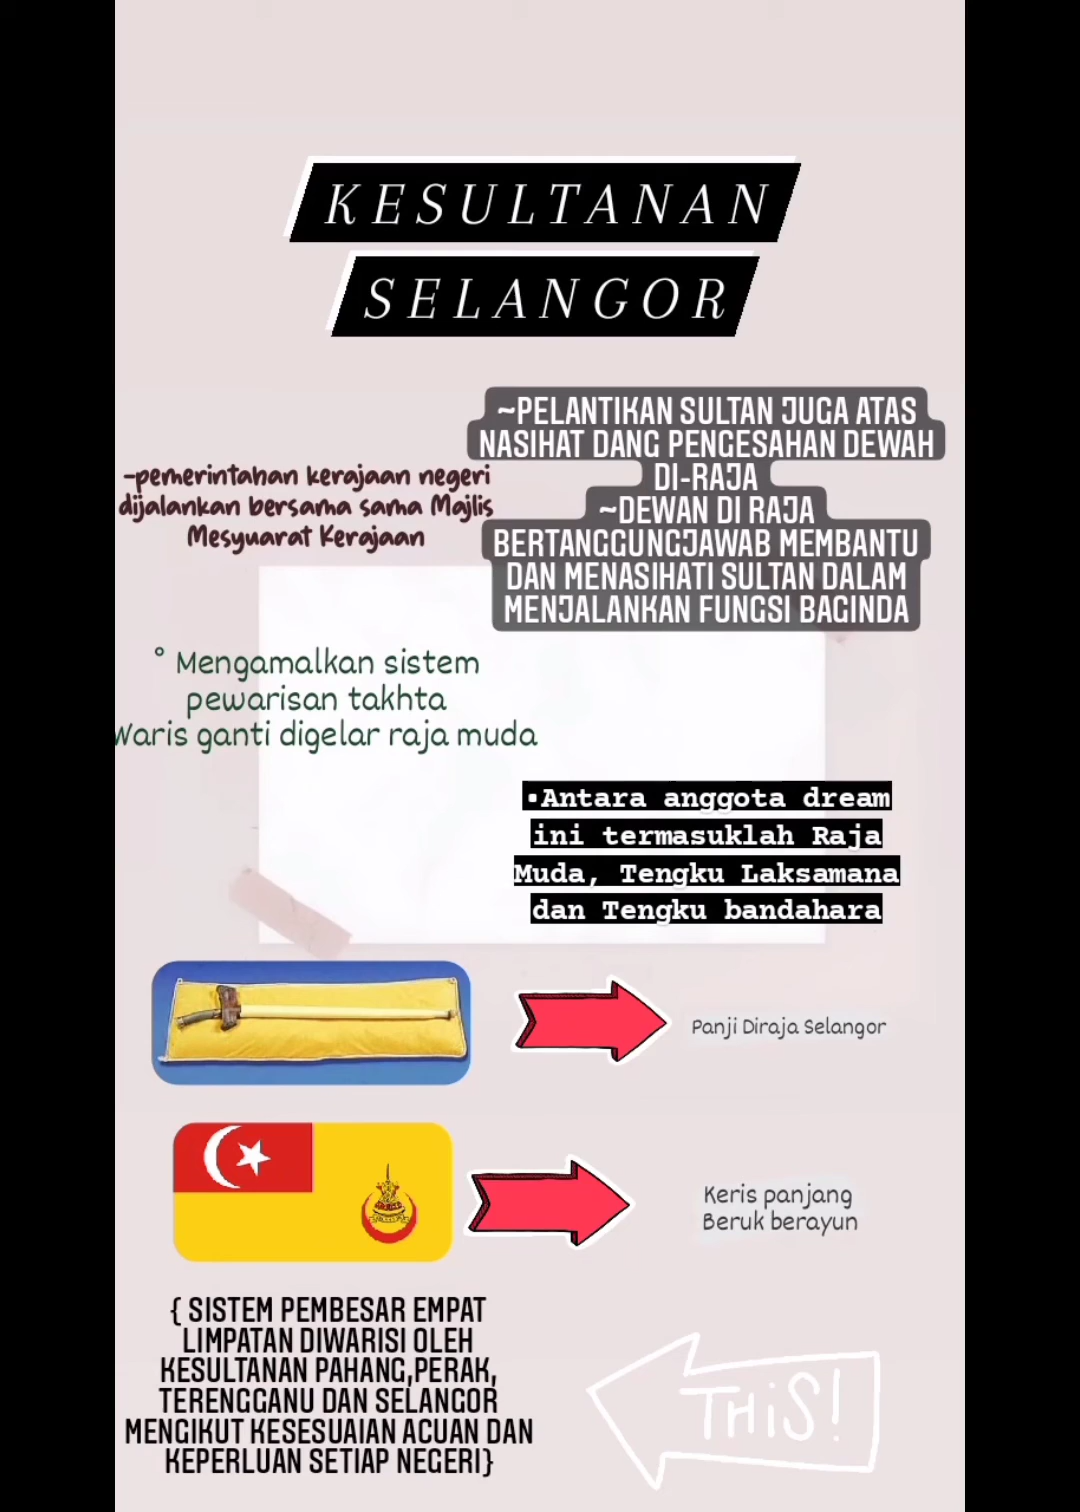 KESULTANAN
SELANGOR
~PELANTIKAN SULTAN JUGA ATAS
NASIHAT DANG PENGESAHAN DEWAH
DI-RAJA
~DEWAN DI RAJA
BERTANGGUNGJAWAB MEMBANTU
DAN MENASIHATI SULTAN DALAM
MENJALANKAN FUNGSI BAGINDA
-pemerintahan kerajaan negeri
dijalankan bersama sama Majlis
Mesyuarat Kerajaan
° Mengamalkan sistem
pewarisan takhta
Waris ganti digelar raja muda
•Antara anggota dream
ini termasuklah Raja
Muda, Tengku Laksamana
dan Tengku bandahara
Panji Diraja Selangor
Keris panjang
Beruk berayun
{ SISTEM PEMBESAR EMPAT
LIMPATAN DIWARISI OLEH
KESULTANAN PAHANG,PERAK,
TERENGGANU DAN SELANGOR
MENGIKUT KESESUAIAN ACUAN DAN
KEPERLUAN SETIAP NEGERI}
THiS!